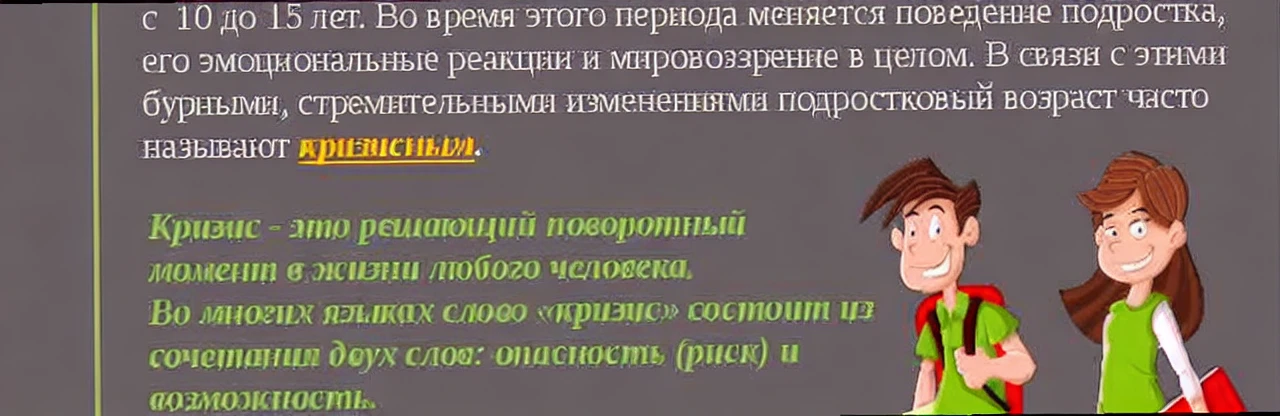 с 10 до 15 лет. Во время этого периода меняется поведение подростка,
его эмоциональные реакции и мировоззрение в целом. В связи с этими
бурными, стремительными изменениями подростковый возраст часто
называют кризисным.
Кризис - это решающий поворотный
момент в жизни любого человека.
Во многих языках слово «кризис» состоит из
сочетания двух слов: опасность (риск) и
возможность.